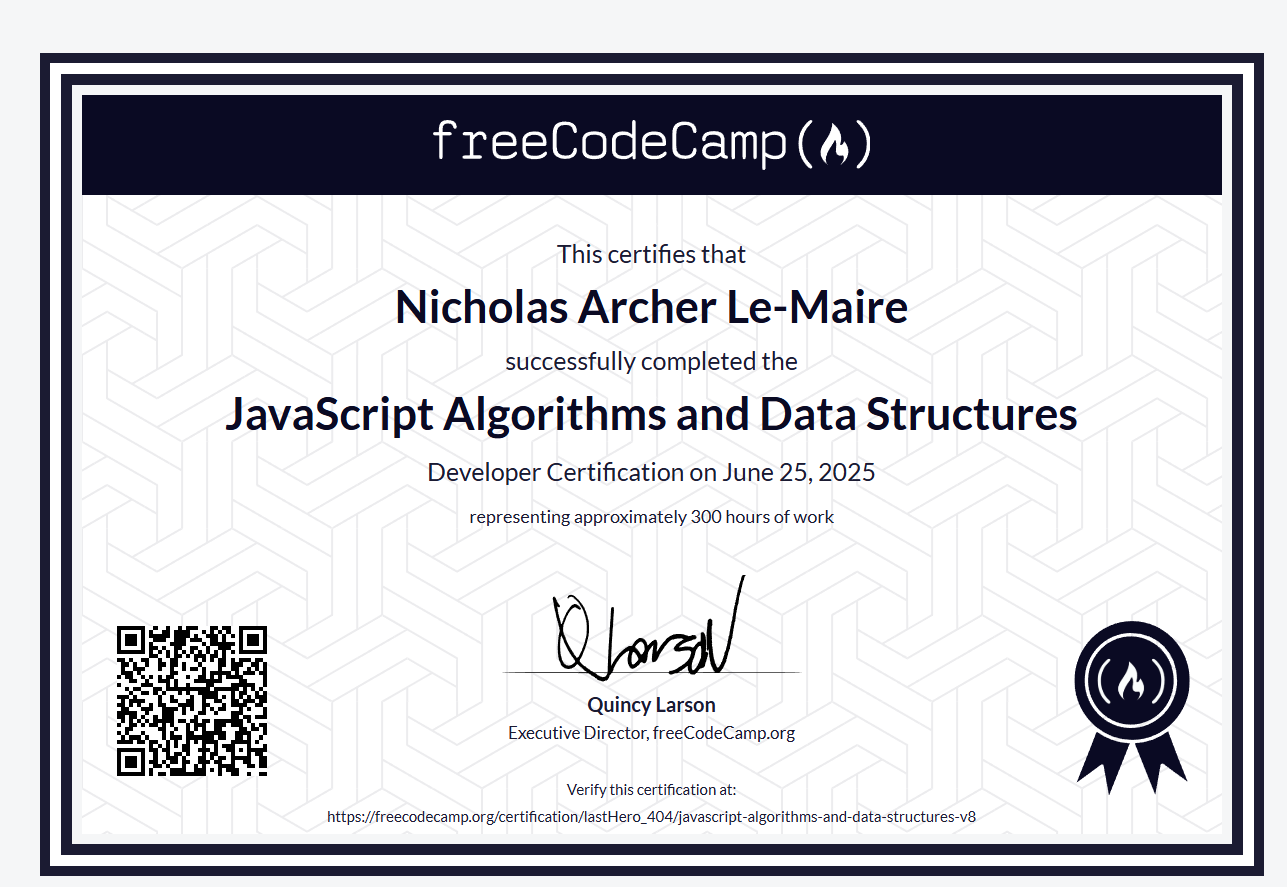 freeCodeCamp
This certifies that
Nicholas Archer Le-Maire
successfully completed the
JavaScript Algorithms and Data Structures
Developer Certification on June 25, 2025
representing approximately 300 hours of work
Q Larson
Quincy Larson
Executive Director, freeCodeCamp.org
Verify this certification at:
https://freecodecamp.org/certification/lastHero_404/javascript-algorithms-and-data-structures-v8